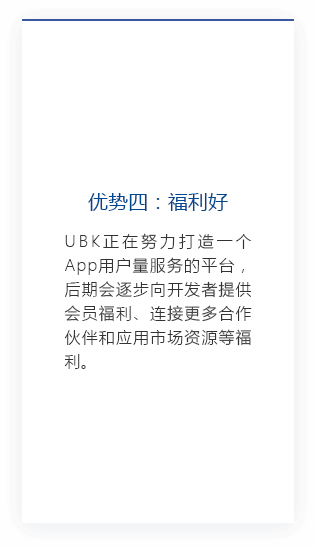 优势四：福利好
UBK正在努力打造一个
App用户量服务的平台，
后期会逐步向开发者提供
会员福利、连接更多合作
伙伴和应用市场资源等福
利。